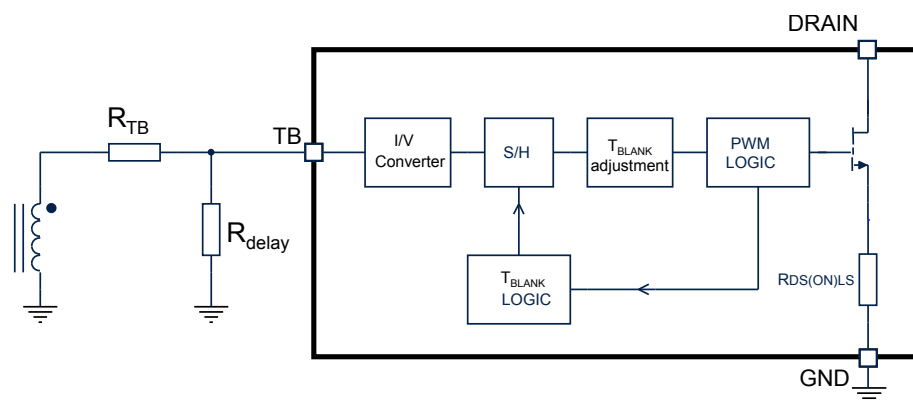 DRAIN
RTB
TB
I/V
Converter
S/H
TBLANK
adjustment
PWM
LOGIC
Rdelay
TBLANK
LOGIC
RDS(ON)LS
GND